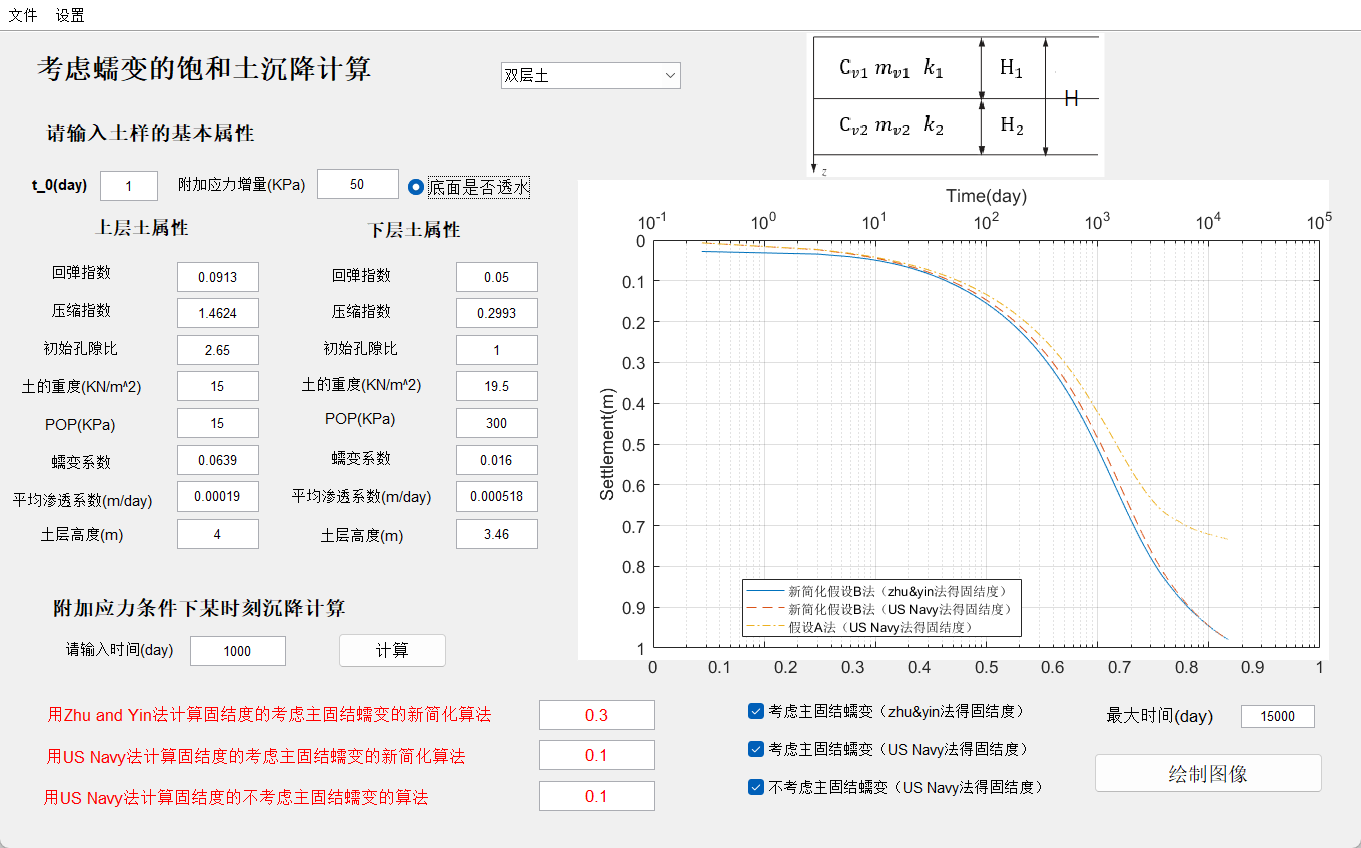 文件 设置
考虑蠕变的饱和土沉降计算
双层土
C_v1 m_v1 k_1 H_1
H
C_v2 m_v2 k_2 H_2
z
请输入土样的基本属性
t_0(day) 1 附加应力增量(KPa) 50 底面是否透水
上层土属性 下层土属性
回弹指数 0.0913 回弹指数 0.05
压缩指数 1.4624 压缩指数 0.2993
初始孔隙比 2.65 初始孔隙比 1
土的重度(KN/m^2) 15 土的重度(KN/m^2) 19.5
POP(KPa) 15 POP(KPa) 300
蠕变系数 0.0639 蠕变系数 0.016
平均渗透系数(m/day) 0.00019 平均渗透系数(m/day) 0.000518
土层高度(m) 4 土层高度(m) 3.46
Time(day)
10^-1 10^0 10^1 10^2 10^3 10^4 10^5
Settlement(m)
0
0.1
0.2
0.3
0.4
0.5
0.6
0.7
0.8
0.9
1
新简化假设B法（zhu&yin法得固结度）
新简化假设B法（US Navy法得固结度）
假设A法（US Navy法得固结度）
0 0.1 0.2 0.3 0.4 0.5 0.6 0.7 0.8 0.9 1
附加应力条件下某时刻沉降计算
请输入时间(day) 1000 计算
用Zhu and Yin法计算固结度的考虑主固结蠕变的新简化算法 0.3
用US Navy法计算固结度的考虑主固结蠕变的新简化算法 0.1
用US Navy法计算固结度的不考虑主固结蠕变的算法 0.1
考虑主固结蠕变（zhu&yin法得固结度）
考虑主固结蠕变（US Navy法得固结度）
不考虑主固结蠕变（US Navy法得固结度）
最大时间(day) 15000
绘制图像